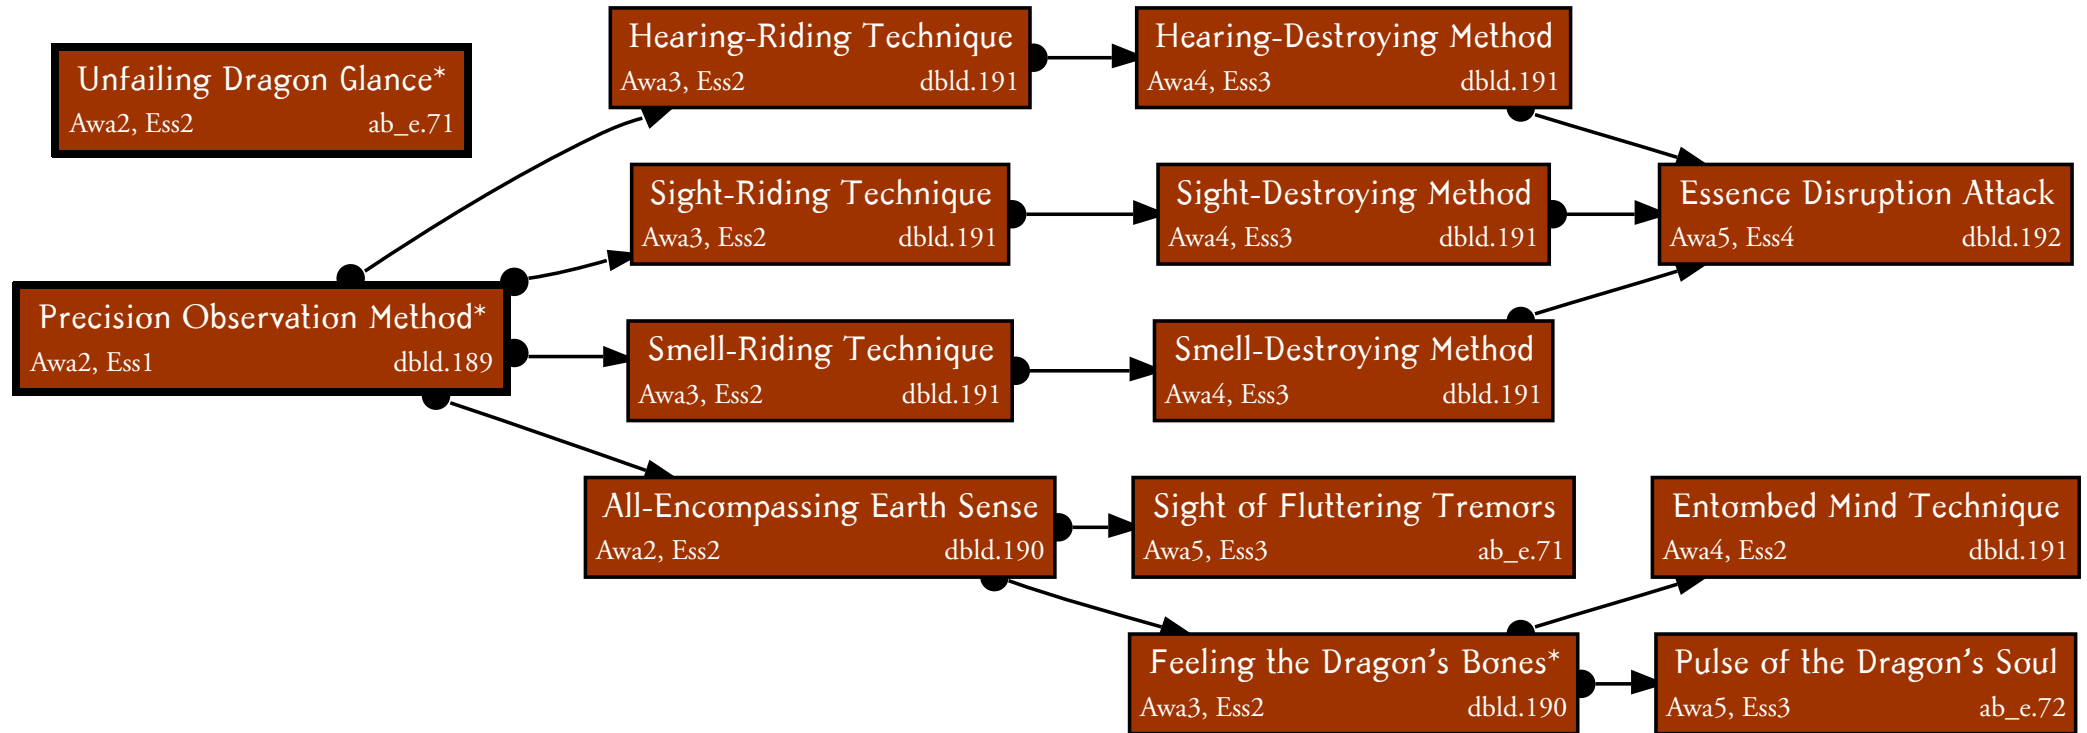 Hearing-Riding Technique
Awa3, Ess2 dbld.191
Hearing-Destroying Method
Awa4, Ess3 dbld.191
Unfailing Dragon Glance*
Awa2, Ess2 ab_e.71
Sight-Riding Technique
Awa3, Ess2 dbld.191
Sight-Destroying Method
Awa4, Ess3 dbld.191
Essence Disruption Attack
Awa5, Ess4 dbld.192
Precision Observation Method*
Awa2, Ess1 dbld.189
Smell-Riding Technique
Awa3, Ess2 dbld.191
Smell-Destroying Method
Awa4, Ess3 dbld.191
All-Encompassing Earth Sense
Awa2, Ess2 dbld.190
Sight of Fluttering Tremors
Awa5, Ess3 ab_e.71
Entombed Mind Technique
Awa4, Ess2 dbld.191
Feeling the Dragon's Bones*
Awa3, Ess2 dbld.190
Pulse of the Dragon's Soul
Awa5, Ess3 ab_e.72